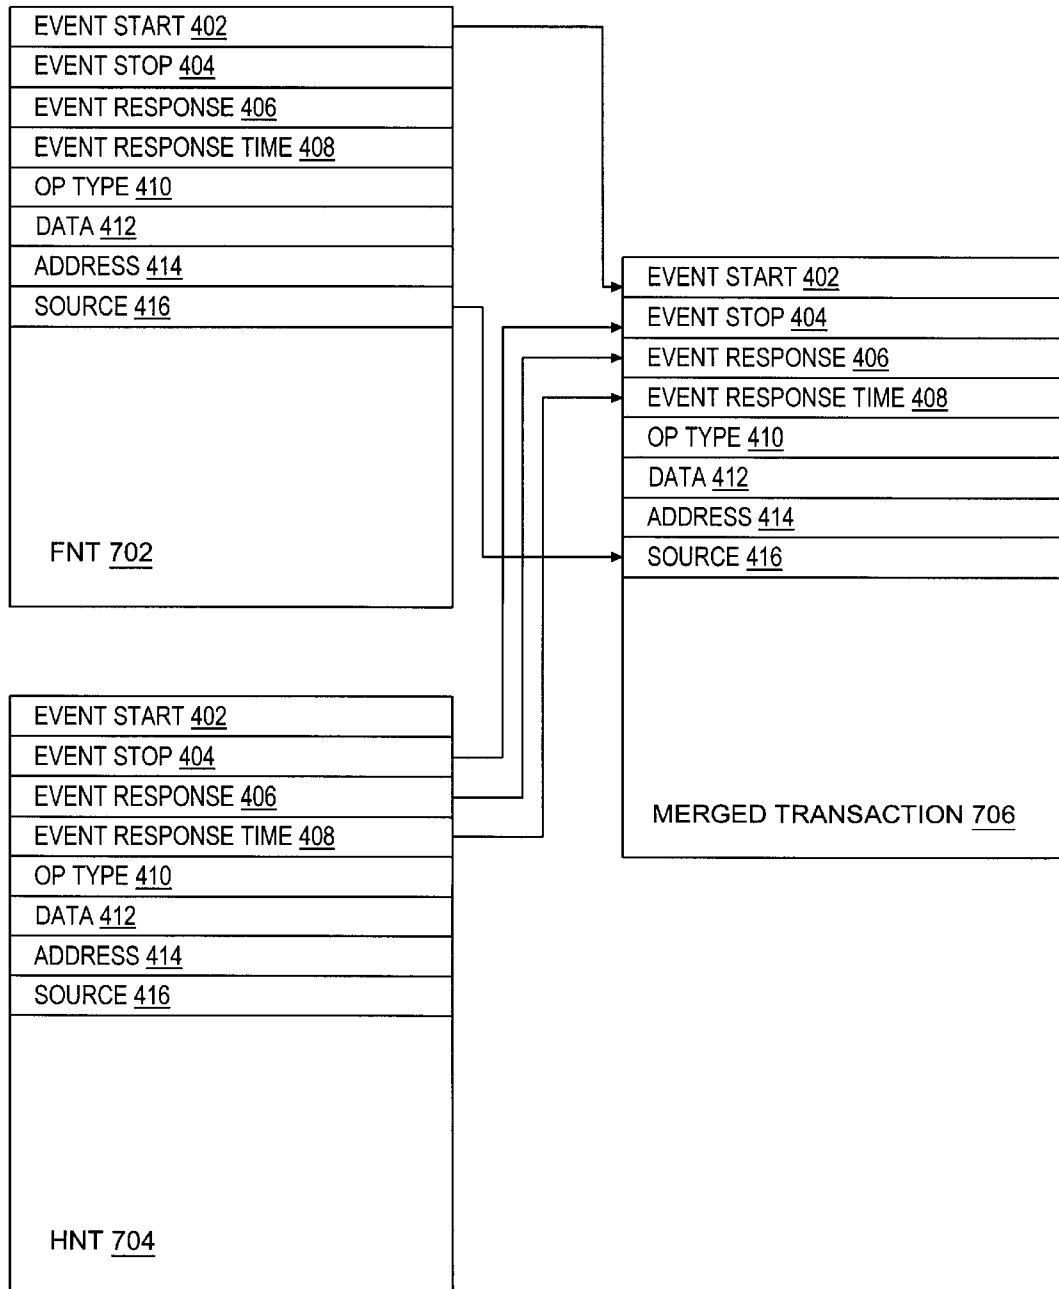 EVENT START 402
EVENT STOP 404
EVENT RESPONSE 406
EVENT RESPONSE TIME 408
OP TYPE 410
DATA 412
ADDRESS 414
SOURCE 416
FNT 702
EVENT START 402
EVENT STOP 404
EVENT RESPONSE 406
EVENT RESPONSE TIME 408
OP TYPE 410
DATA 412
ADDRESS 414
SOURCE 416
MERGED TRANSACTION 706
EVENT START 402
EVENT STOP 404
EVENT RESPONSE 406
EVENT RESPONSE TIME 408
OP TYPE 410
DATA 412
ADDRESS 414
SOURCE 416
HNT 704